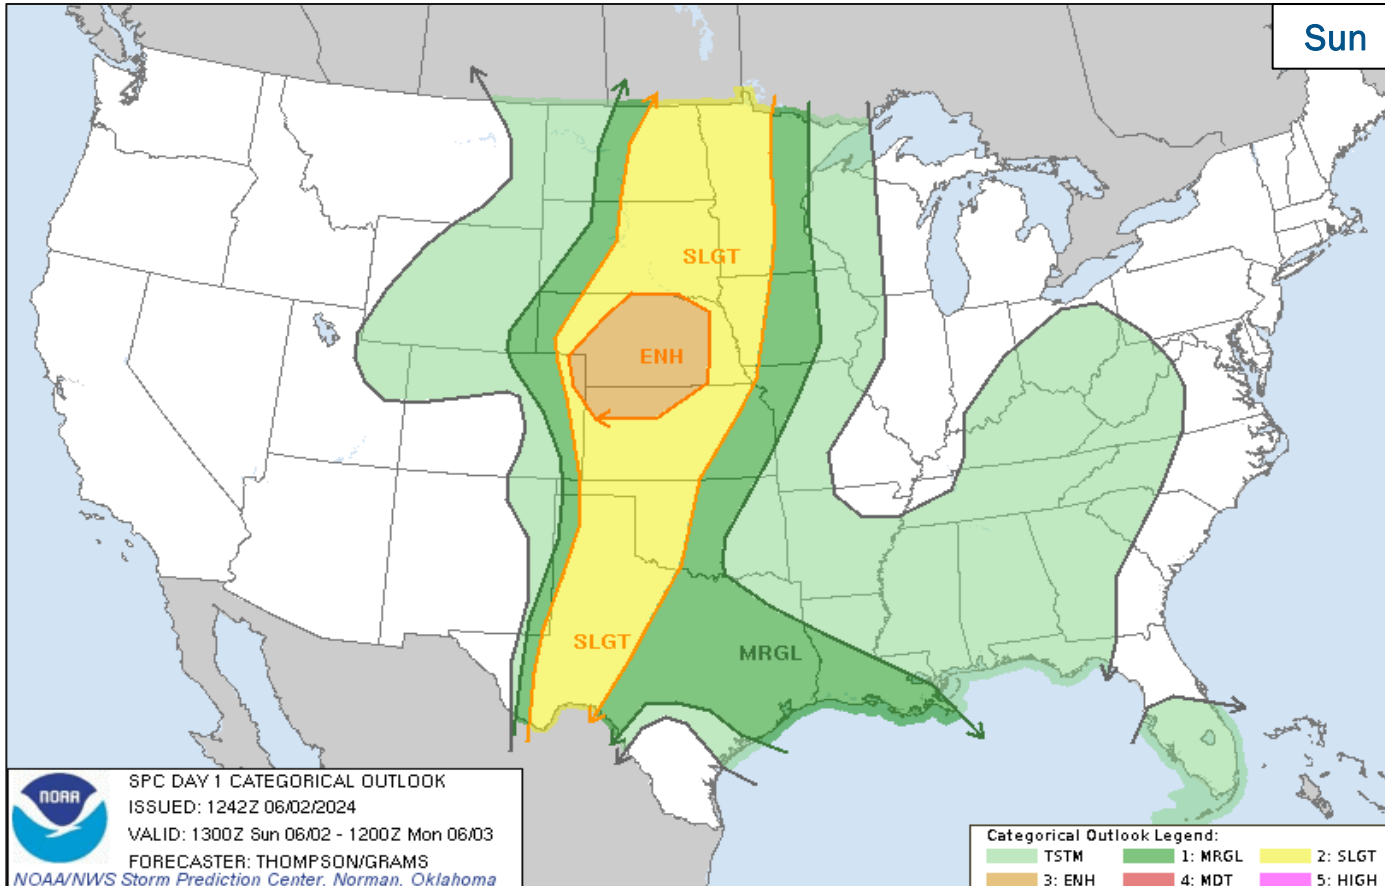 Sun
SLGT
ENH
SLGT
MRGL
NOAA
SPC DAY 1 CATEGORICAL OUTLOOK
ISSUED: 1242Z 06/02/2024
VALID: 1300Z Sun 06/02 - 1200Z Mon 06/03
FORECASTER: THOMPSON/GRAMS
NOAA/NWS Storm Prediction Center, Norman, Oklahoma
Categorical Outlook Legend:
TSTM 1: MRGL 2: SLGT
3: ENH 4: MDT 5: HIGH